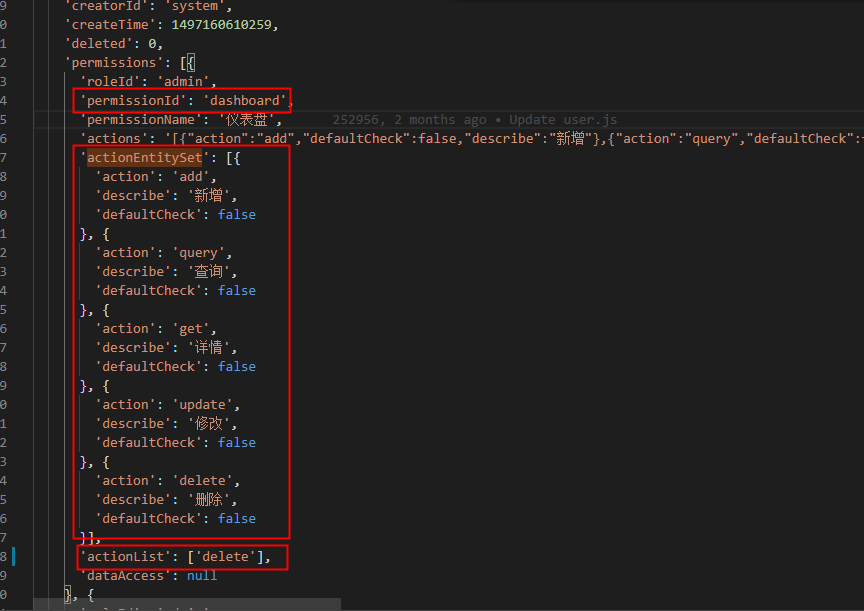 9 'creatorId': 'system',
0 'createTime': 1497160610259,
1 'deleted': 0,
2 'permissions': [{
3 'roleId': 'admin',
4 'permissionId': 'dashboard',
5 'permissionName': '仪表盘', 252956, 2 months ago • Update user.js
6 'actions': '[{"action":"add","defaultCheck":false,"describe":"新增"},{"action":"query","defaultCheck":
7 'actionEntitySet': [{
8 'action': 'add',
9 'describe': '新增',
0 'defaultCheck': false
1 }, {
2 'action': 'query',
3 'describe': '查询',
4 'defaultCheck': false
5 }, {
6 'action': 'get',
7 'describe': '详情',
8 'defaultCheck': false
9 }, {
0 'action': 'update',
1 'describe': '修改',
2 'defaultCheck': false
3 }, {
4 'action': 'delete',
5 'describe': '删除',
6 'defaultCheck': false
7 }],
8 'actionList': ['delete'],
9 'dataAccess': null
0 }, {